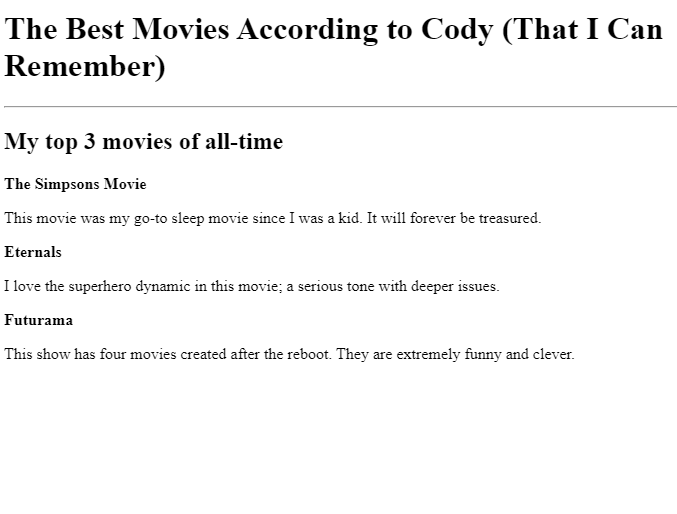 The Best Movies According to Cody (That I Can
Remember)
My top 3 movies of all-time
The Simpsons Movie
This movie was my go-to sleep movie since I was a kid. It will forever be treasured.
Eternals
I love the superhero dynamic in this movie; a serious tone with deeper issues.
Futurama
This show has four movies created after the reboot. They are extremely funny and clever.